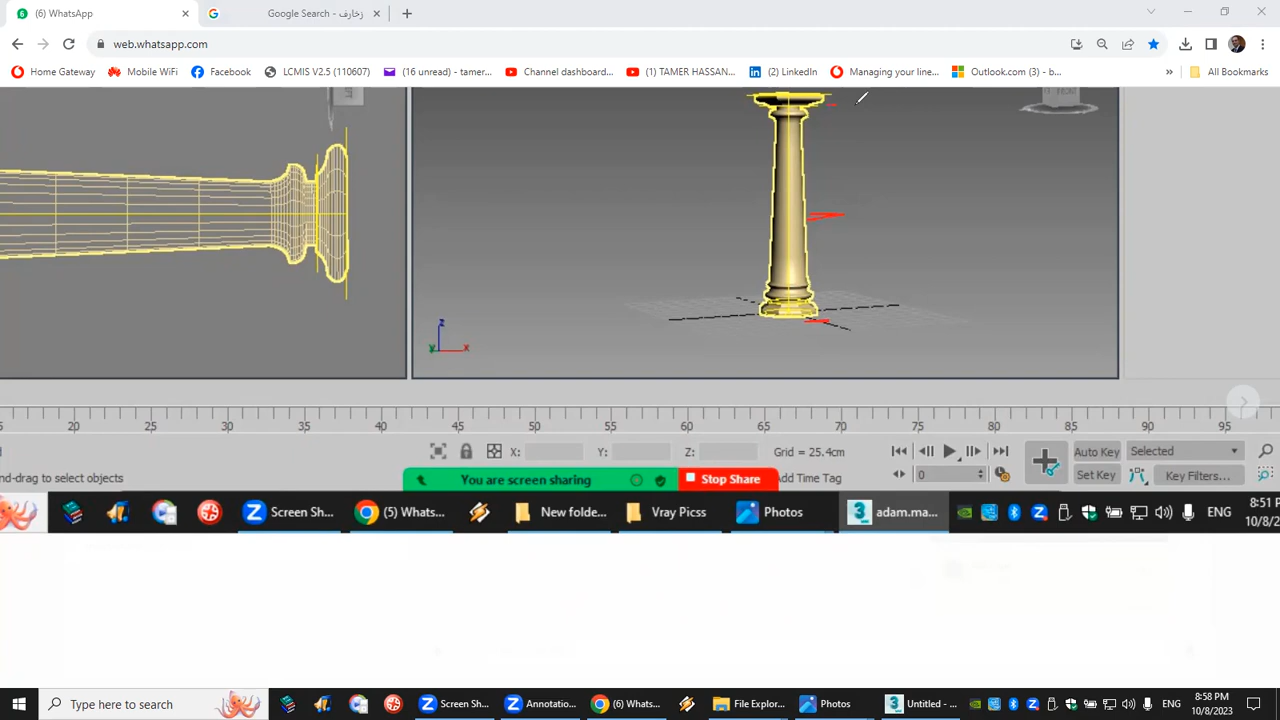 (6) WhatsApp
زخارف - Google Search
web.whatsapp.com
Home Gateway
Mobile WiFi
Facebook
LCMIS V2.5 (110607)
(16 unread) - tamer...
Channel dashboard...
(1) TAMER HASSAN...
(2) LinkedIn
Managing your line...
Outlook.com (3) - b...
»
All Bookmarks
z
y
x
20 25 30 35 40 45 50 55 60 65 70 75 80 85 90 95
X: Y: Z: Grid = 25.4cm
Auto Key
Selected
nd-drag to select objects
You are screen sharing
Stop Share
Add Time Tag
0
Set Key
Key Filters...
Screen Sh...
(5) Whats...
New folde...
Vray Picss
Photos
adam.ma...
ENG
8:51 P
10/8/20
Type here to search
Screen Sh...
Annotatio...
(6) Whats...
File Explor...
Photos
Untitled - ...
ENG
8:58 PM
10/8/2023